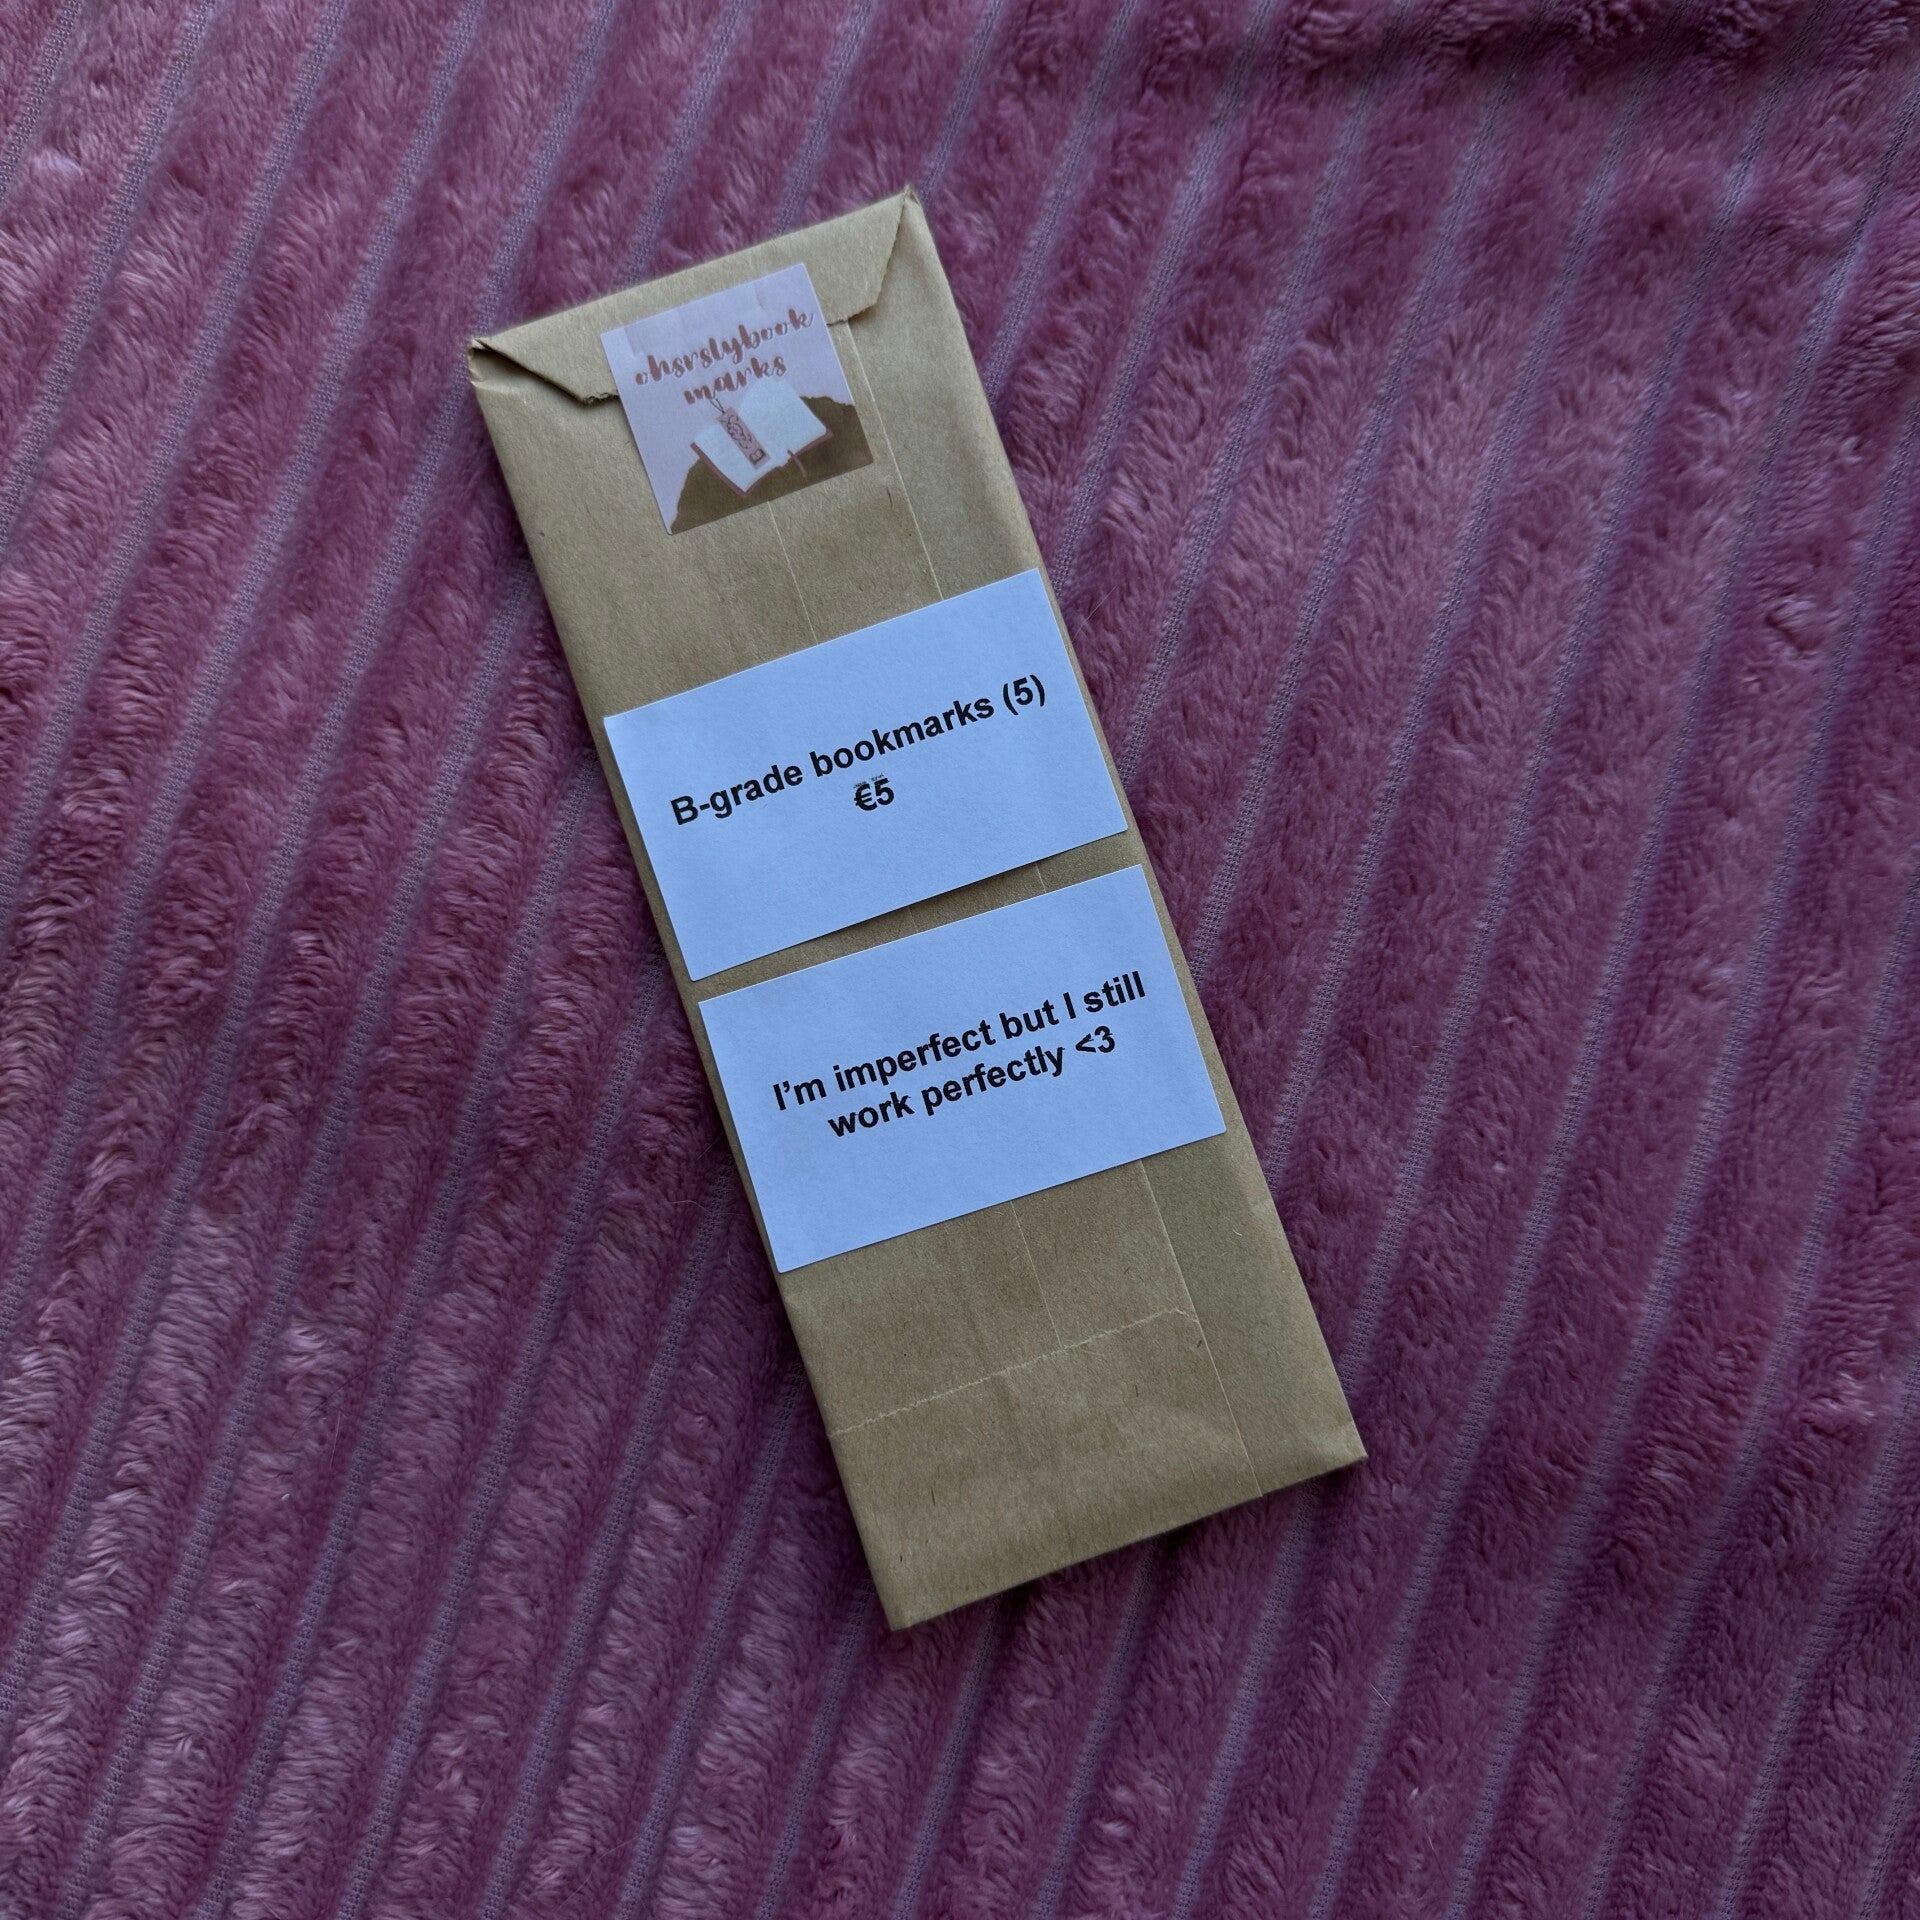 ohsrslybook
marks
B-grade bookmarks (5)
€5
I'm imperfect but I still
work perfectly <3